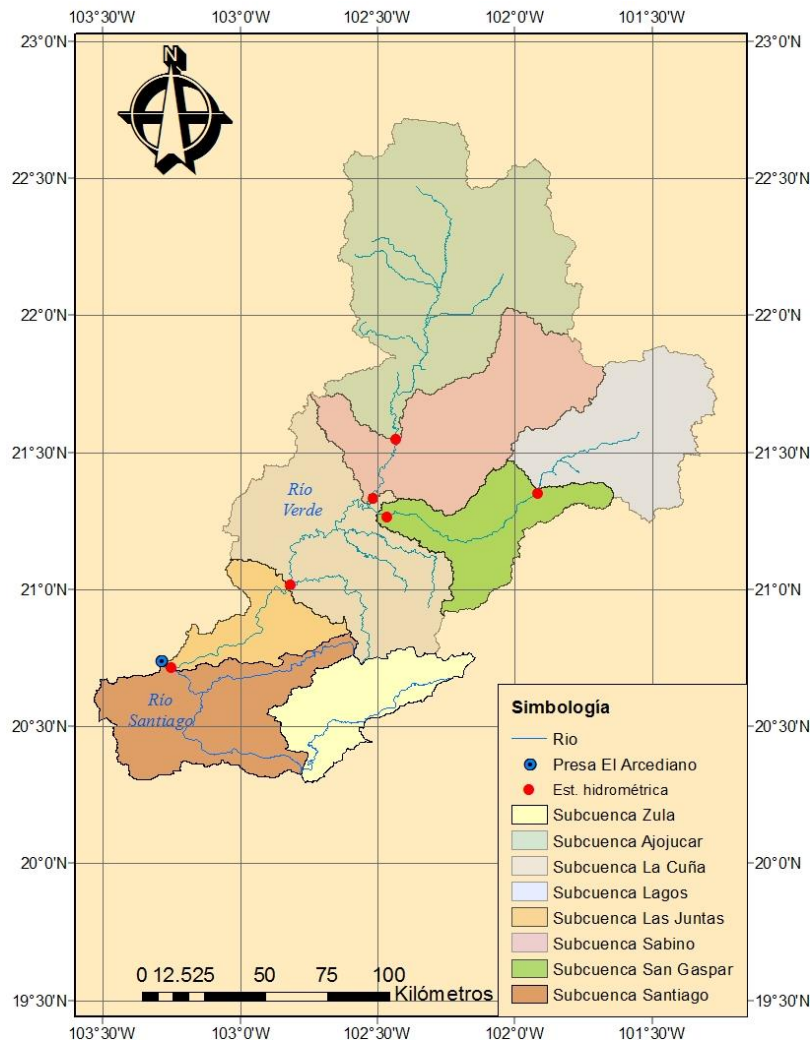 103°30'W 103°0'W 102°30'W 102°0'W 101°30'W
23°0'N 23°0'N
N
22°30'N 22°30'N
22°0'N 22°0'N
21°30'N 21°30'N
Río
Verde
21°0'N 21°0'N
20°30'N 20°30'N
Río
Santiago
Simbología
Rio
Presa El Arcediano
Est. hidrométrica
Subcuenca Zula
Subcuenca Ajojucar
Subcuenca La Cuña
Subcuenca Lagos
Subcuenca Las Juntas
Subcuenca Sabino
Subcuenca San Gaspar
Subcuenca Santiago
20°0'N 20°0'N
0 12.525 50 75 100
Kilómetros
19°30'N 19°30'N
103°30'W 103°0'W 102°30'W 102°0'W 101°30'W